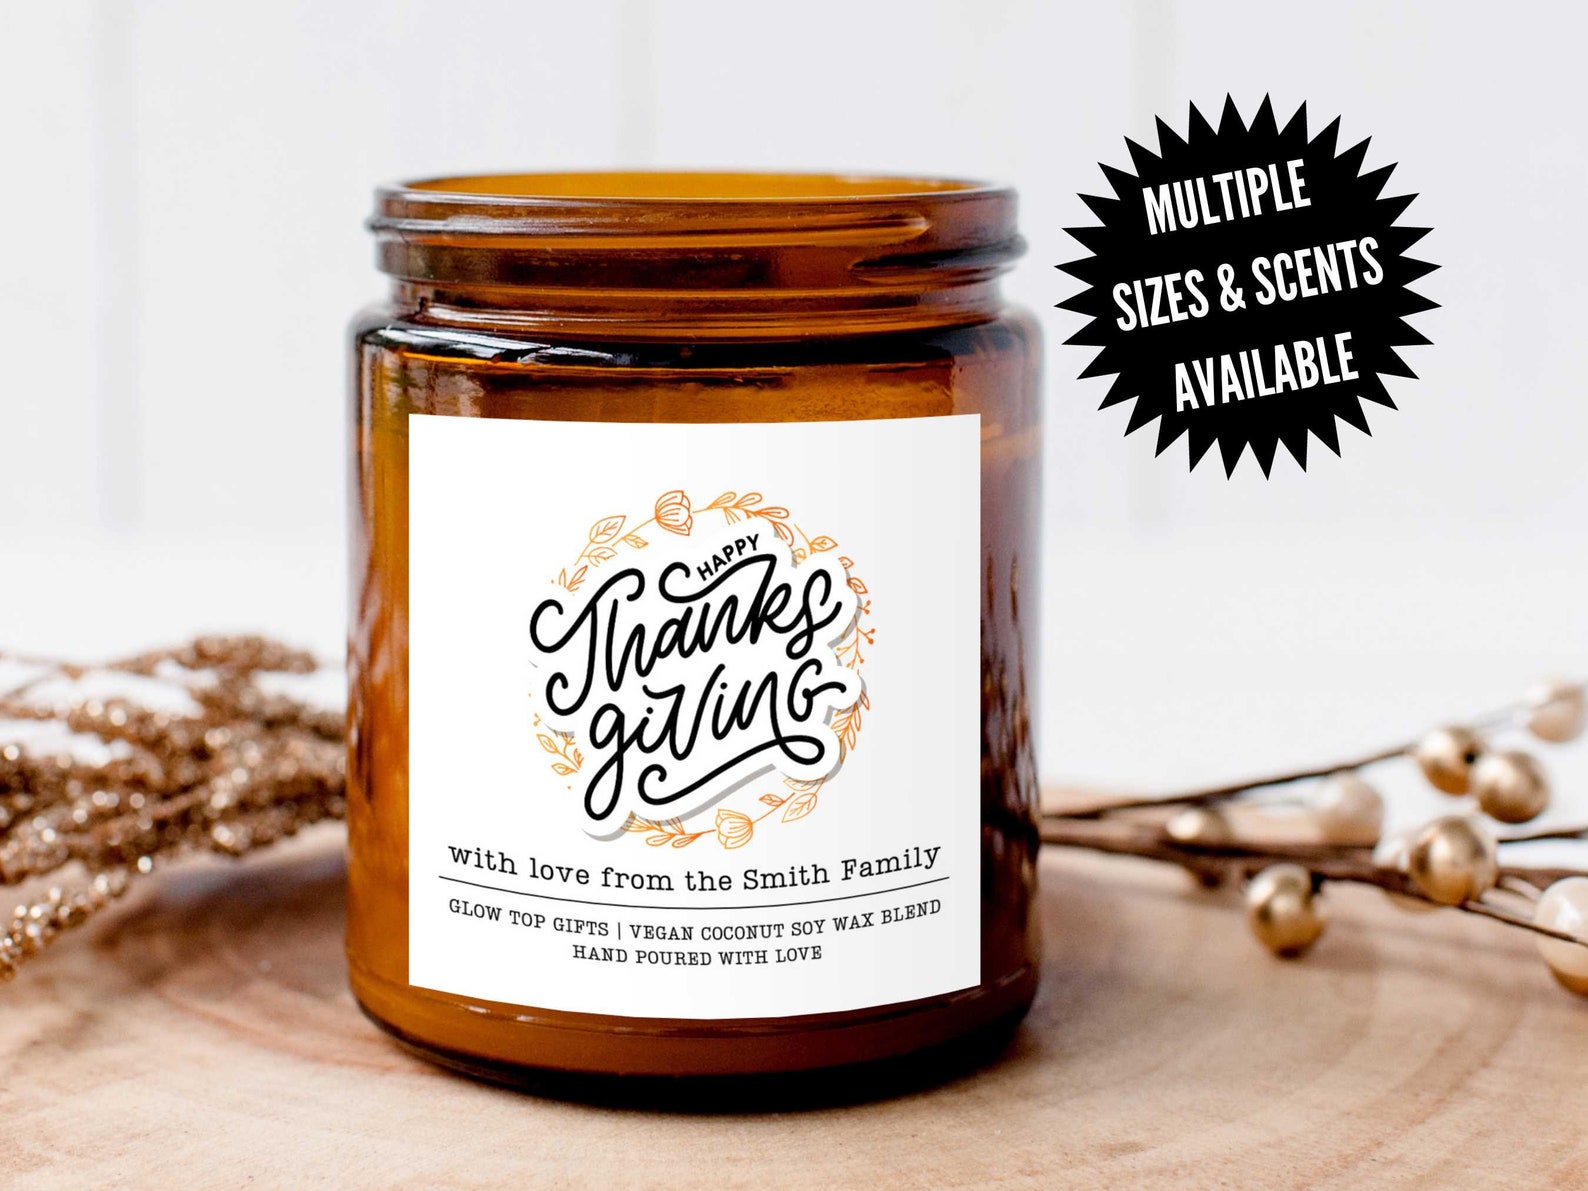 HAPPY
Thanks
giving
with love from the Smith Family
GLOW TOP GIFTS | VEGAN COCONUT SOY WAX BLEND
HAND POURED WITH LOVE
MULTIPLE
SIZES & SCENTS
AVAILABLE